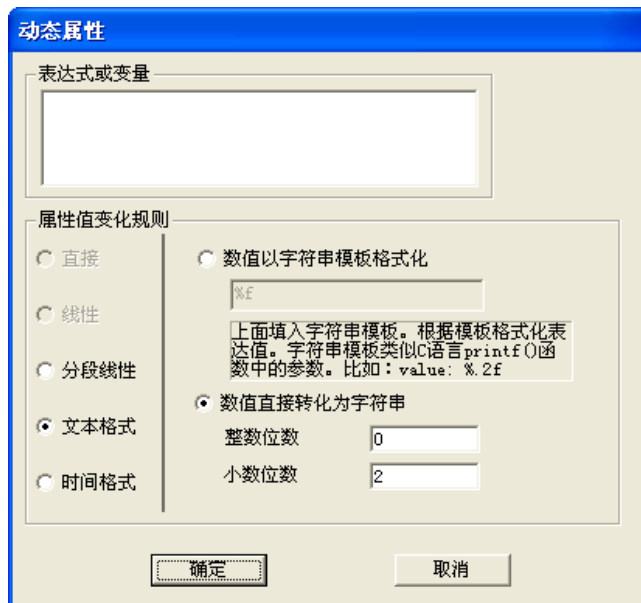 动态属性
表达式或变量
属性值变化规则
直接
线性
分段线性
文本格式
时间格式
数值以字符串模板格式化
%f
上面填入字符串模板。根据模板格式化表
达值。字符串模板类似C语言printf()函
数中的参数。比如：value: %.2f
数值直接转化为字符串
整数位数 0
小数位数 2
确定 取消